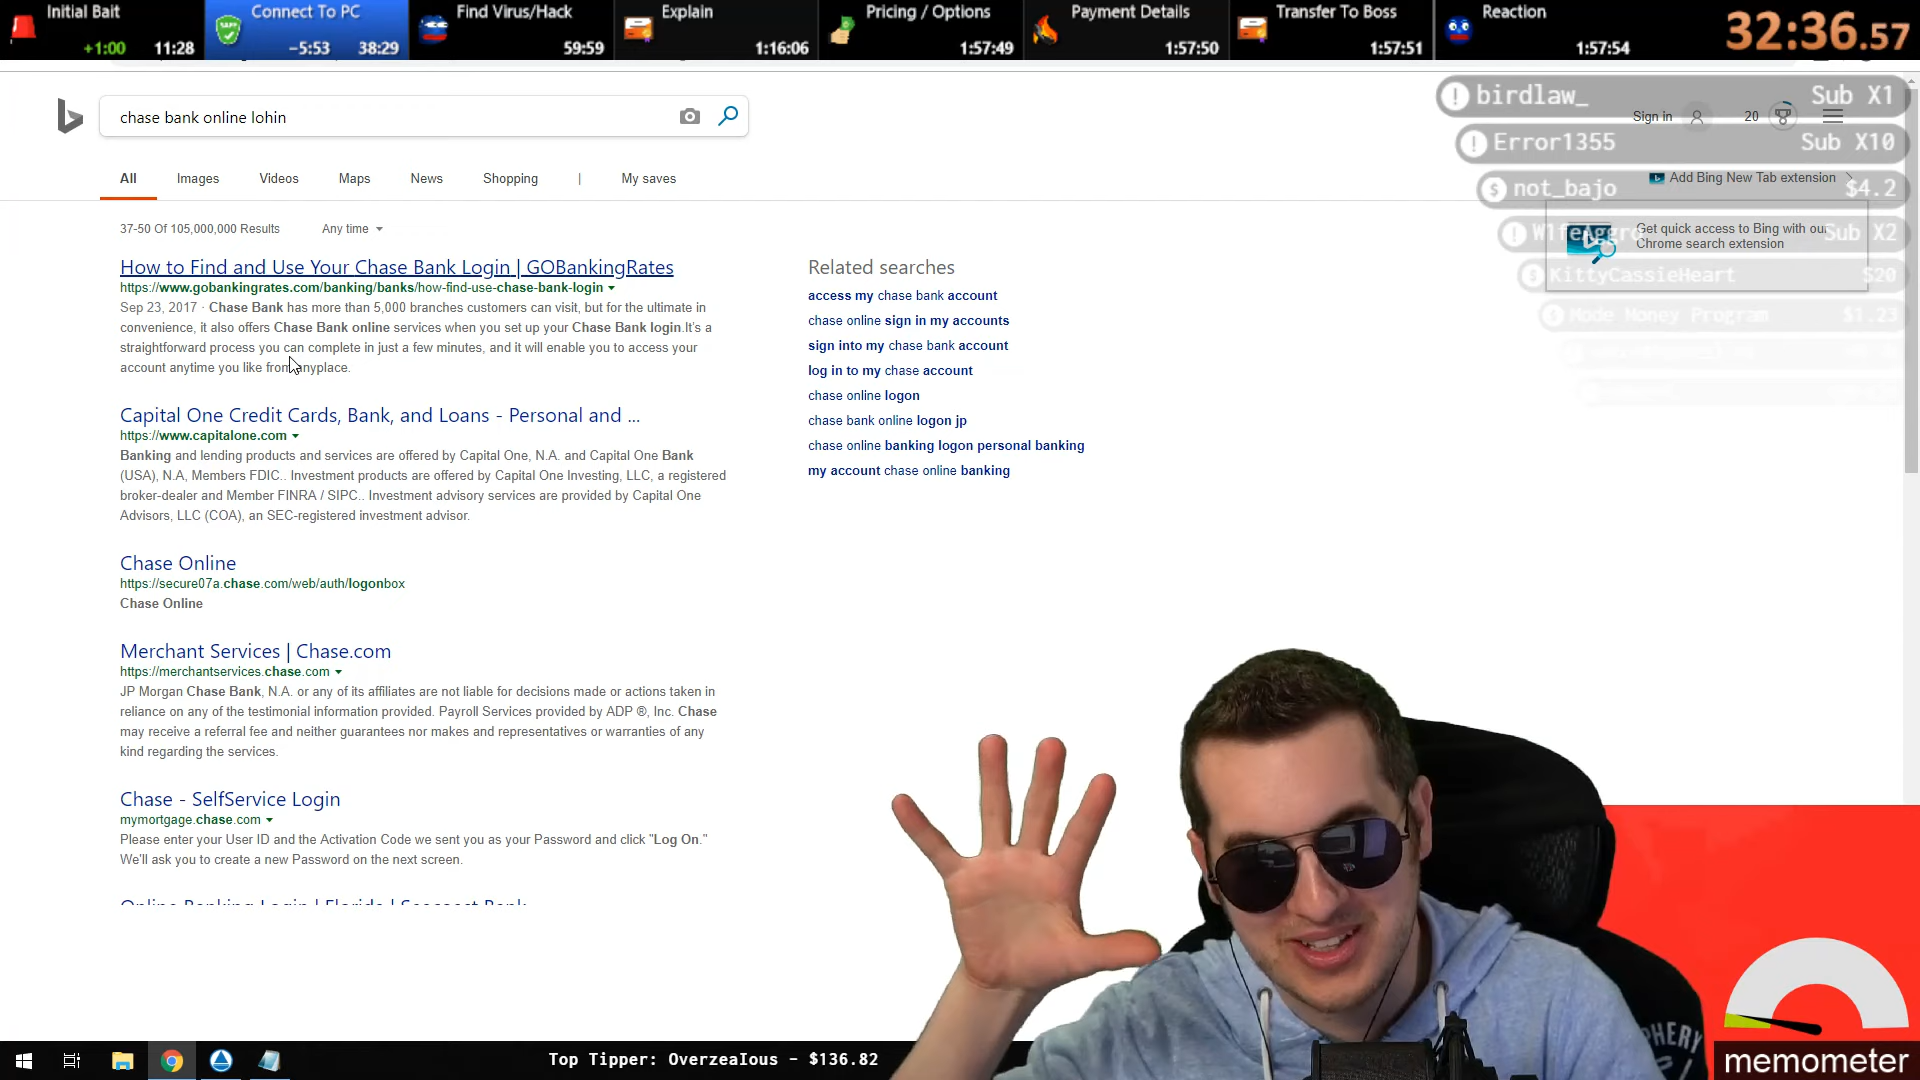 Initial Bait
+1:00 11:28
Connect To PC
-5:53 38:29
Find Virus/Hack
59:59
Explain
1:16:06
Pricing / Options
1:57:49
Payment Details
1:57:50
Transfer To Boss
1:57:51
Reaction
1:57:54
32:36.57
chase bank online lohin
Sign in
20
birdlaw_ Sub X1
Error1355 Sub X10
not_bajo $4.2
W1feAggro Sub X2
KittyCassieHeart $20
Mode Money Program $1.23
Add Bing New Tab extension
Get quick access to Bing with our
Chrome search extension
All
Images
Videos
Maps
News
Shopping
|
My saves
37-50 Of 105,000,000 Results
Any time
How to Find and Use Your Chase Bank Login | GOBankingRates
https://www.gobankingrates.com/banking/banks/how-find-use-chase-bank-login
Sep 23, 2017 · Chase Bank has more than 5,000 branches customers can visit, but for the ultimate in
convenience, it also offers Chase Bank online services when you set up your Chase Bank login.It's a
straightforward process you can complete in just a few minutes, and it will enable you to access your
account anytime you like from anyplace.
Capital One Credit Cards, Bank, and Loans - Personal and ...
https://www.capitalone.com
Banking and lending products and services are offered by Capital One, N.A. and Capital One Bank
(USA), N.A, Members FDIC.. Investment products are offered by Capital One Investing, LLC, a registered
broker-dealer and Member FINRA / SIPC.. Investment advisory services are provided by Capital One
Advisors, LLC (COA), an SEC-registered investment advisor.
Chase Online
https://secure07a.chase.com/web/auth/logonbox
Chase Online
Merchant Services | Chase.com
https://merchantservices.chase.com
JP Morgan Chase Bank, N.A. or any of its affiliates are not liable for decisions made or actions taken in
reliance on any of the testimonial information provided. Payroll Services provided by ADP ®, Inc. Chase
may receive a referral fee and neither guarantees nor makes and representatives or warranties of any
kind regarding the services.
Chase - SelfService Login
mymortgage.chase.com
Please enter your User ID and the Activation Code we sent you as your Password and click "Log On."
We'll ask you to create a new Password on the next screen.
Online Banking Login | Florida | Seacoast Bank
Related searches
access my chase bank account
chase online sign in my accounts
sign into my chase bank account
log in to my chase account
chase online logon
chase bank online logon jp
chase online banking logon personal banking
my account chase online banking
Top Tipper: Overzealous - $136.82
memometer